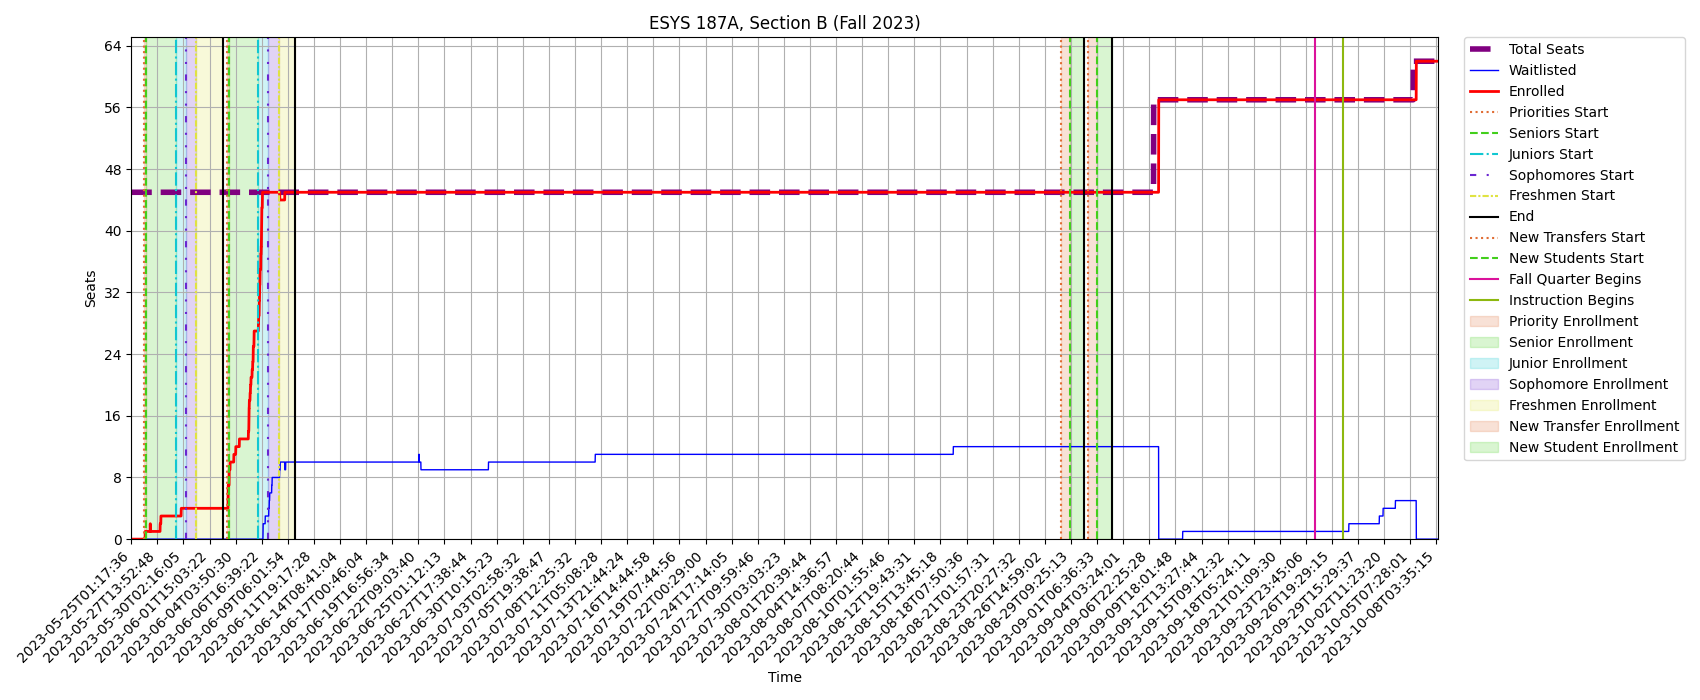 ESYS 187A, Section B (Fall 2023)
64
56
48
40
32
24
16
8
0
Seats
2023-05-25T01:17:36
2023-05-27T13:52:48
2023-05-30T02:16:05
2023-06-01T15:03:22
2023-06-04T03:50:30
2023-06-06T16:39:22
2023-06-09T06:01:54
2023-06-11T19:17:28
2023-06-14T08:41:04
2023-06-17T00:46:04
2023-06-19T16:56:34
2023-06-22T09:03:40
2023-06-25T01:12:13
2023-06-27T17:38:44
2023-06-30T10:15:23
2023-07-03T02:58:32
2023-07-05T19:38:47
2023-07-08T12:25:32
2023-07-11T05:08:28
2023-07-13T21:44:24
2023-07-16T14:44:58
2023-07-19T07:44:56
2023-07-22T00:29:00
2023-07-24T17:14:05
2023-07-27T09:59:46
2023-07-30T03:03:23
2023-08-01T20:39:44
2023-08-04T14:36:57
2023-08-07T08:20:44
2023-08-10T01:55:46
2023-08-12T19:43:31
2023-08-15T13:45:18
2023-08-18T07:50:36
2023-08-21T01:57:31
2023-08-23T20:27:32
2023-08-26T14:59:02
2023-08-29T09:25:13
2023-09-01T06:36:33
2023-09-04T03:24:01
2023-09-06T22:25:28
2023-09-09T18:01:48
2023-09-12T13:27:44
2023-09-15T09:12:32
2023-09-18T05:24:11
2023-09-21T01:09:30
2023-09-23T23:45:06
2023-09-26T19:29:15
2023-09-29T15:29:37
2023-10-02T11:23:20
2023-10-05T07:28:01
2023-10-08T03:35:15
Time
Total Seats
Waitlisted
Enrolled
Priorities Start
Seniors Start
Juniors Start
Sophomores Start
Freshmen Start
End
New Transfers Start
New Students Start
Fall Quarter Begins
Instruction Begins
Priority Enrollment
Senior Enrollment
Junior Enrollment
Sophomore Enrollment
Freshmen Enrollment
New Transfer Enrollment
New Student Enrollment